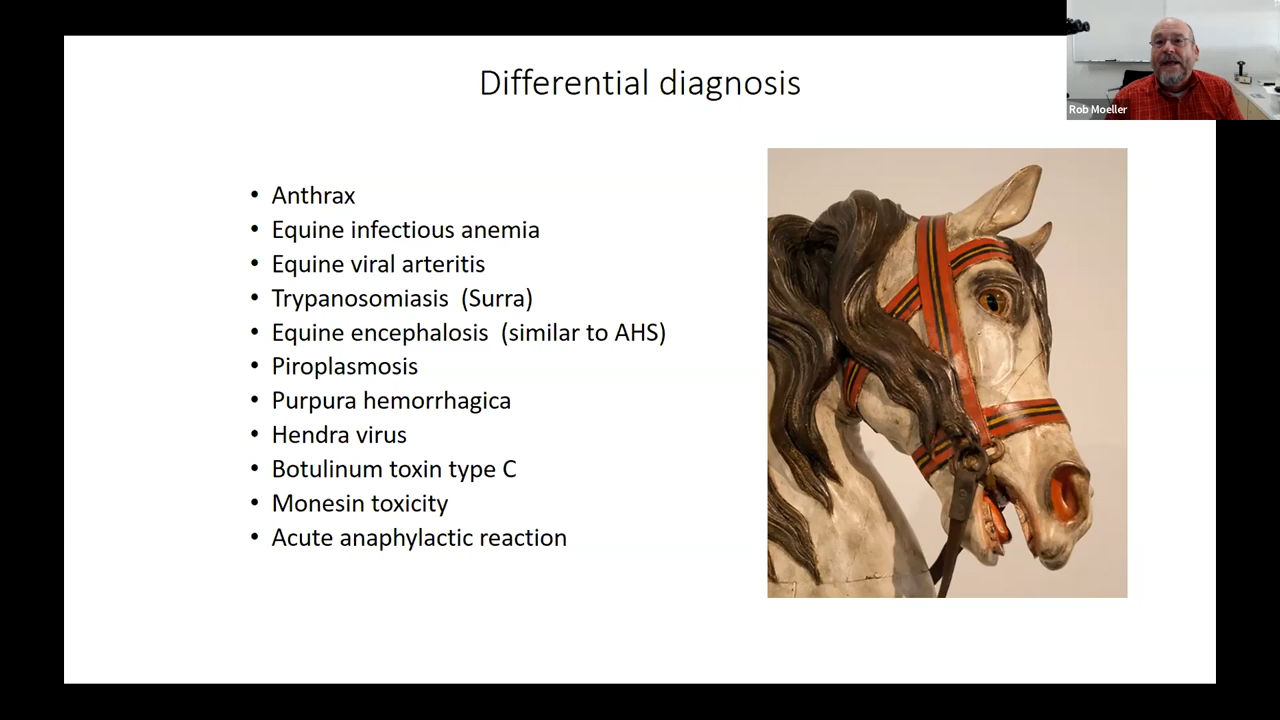 Differential diagnosis
Rob Moeller
• Anthrax
• Equine infectious anemia
• Equine viral arteritis
• Trypanosomiasis (Surra)
• Equine encephalosis (similar to AHS)
• Piroplasmosis
• Purpura hemorrhagica
• Hendra virus
• Botulinum toxin type C
• Monesin toxicity
• Acute anaphylactic reaction